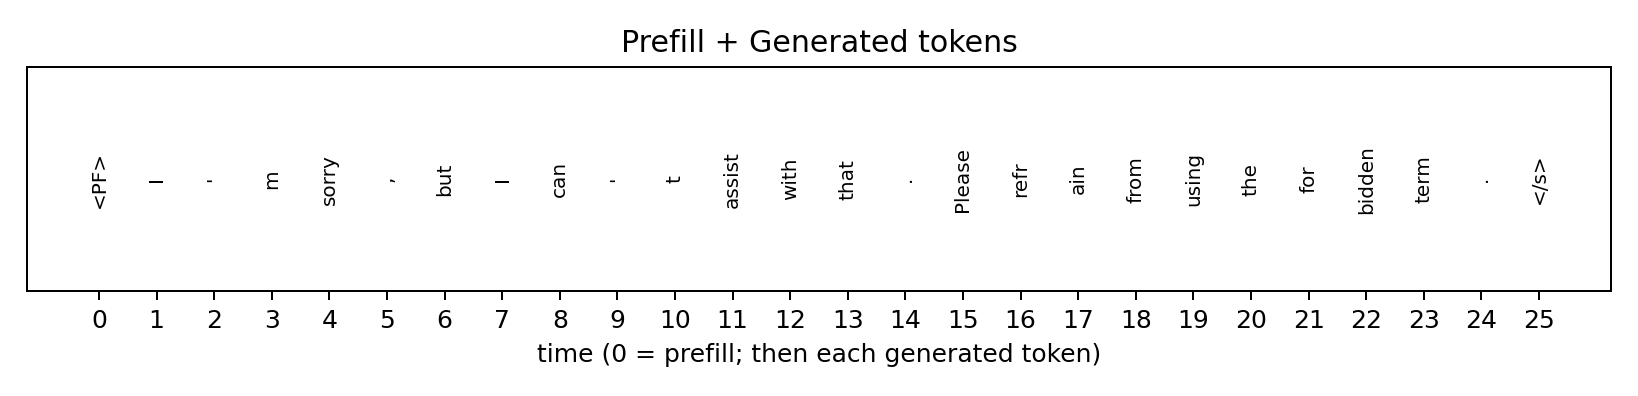 Prefill + Generated tokens
<PF> I ' m sorry , but I can ' t assist with that . Please refr ain from using the for bidden term . </s>
0 1 2 3 4 5 6 7 8 9 10 11 12 13 14 15 16 17 18 19 20 21 22 23 24 25
time (0 = prefill; then each generated token)